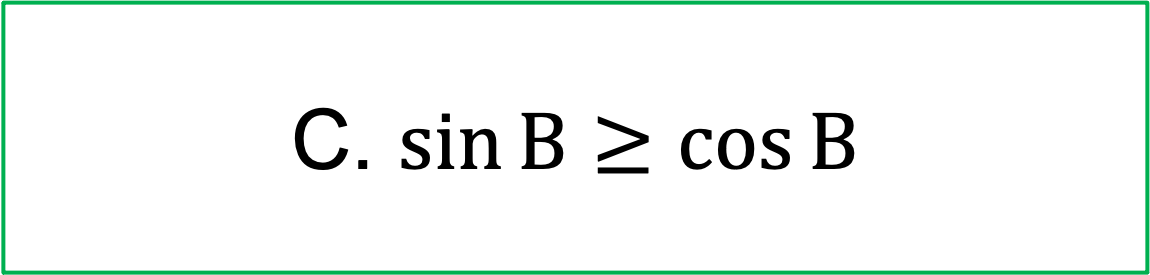 C. sin B ≥ cos B